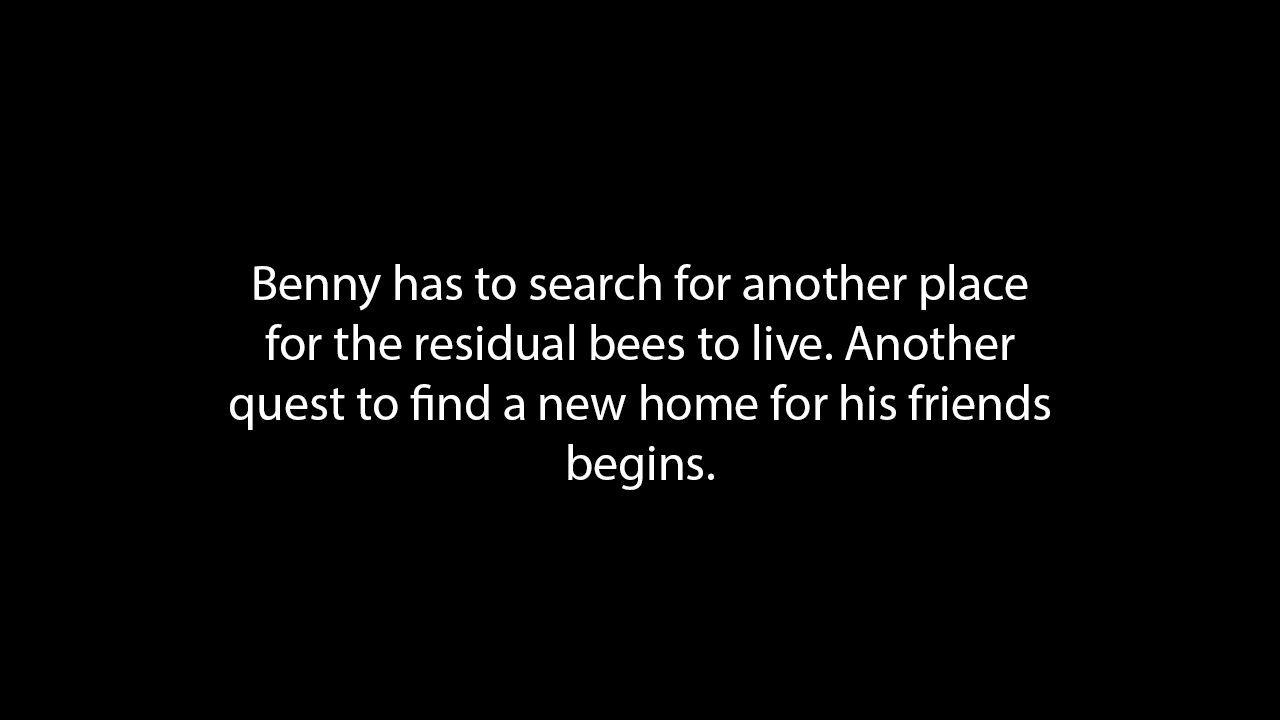 Benny has to search for another place
for the residual bees to live. Another
quest to find a new home for his friends
begins.